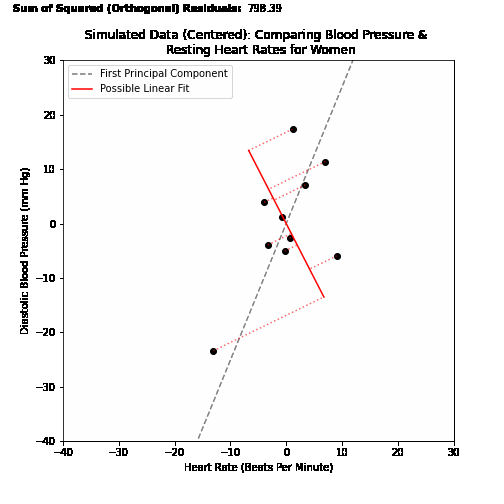 Sum of Squared (Orthogonal) Residuals: 798.39
Simulated Data (Centered): Comparing Blood Pressure &
Resting Heart Rates for Women
First Principal Component
Possible Linear Fit
Diastolic Blood Pressure (mm Hg)
30
20
10
0
−10
−20
−30
−40
−40
−30
−20
−10
0
10
20
30
Heart Rate (Beats Per Minute)